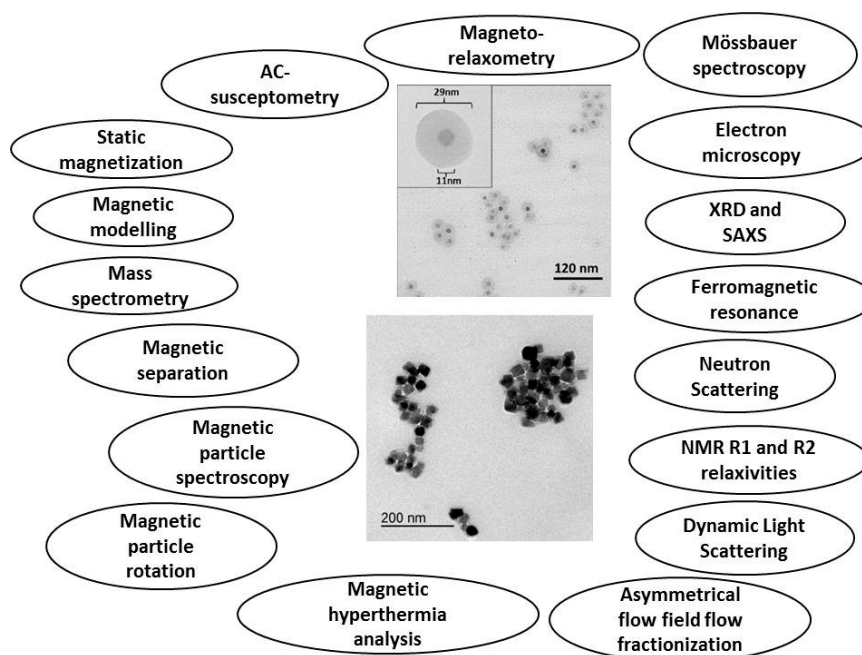 Magneto-
relaxometry
Mössbauer
spectroscopy
AC-
susceptometry
29nm
11nm
120 nm
Static
magnetization
Electron
microscopy
Magnetic
modelling
XRD and
SAXS
Mass
spectrometry
Ferromagnetic
resonance
Magnetic
separation
Neutron
Scattering
Magnetic
particle
spectroscopy
NMR R1 and R2
relaxivities
200 nm
Magnetic
particle
rotation
Dynamic Light
Scattering
Magnetic
hyperthermia
analysis
Asymmetrical
flow field flow
fractionization